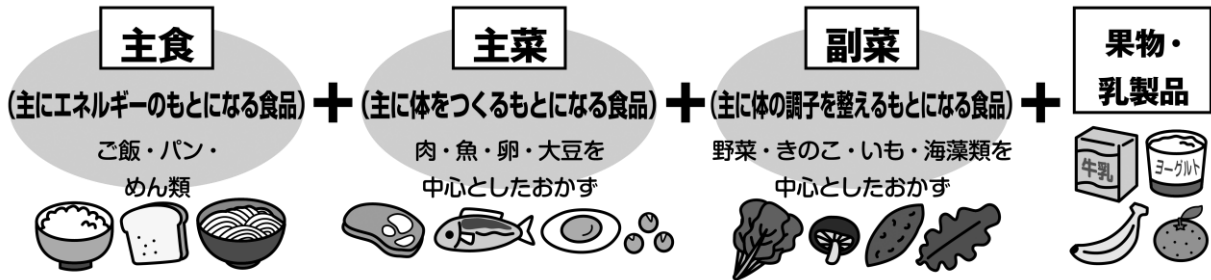 主食
(主にエネルギーのもとになる食品)
ご飯・パン・
めん類
+
主菜
(主に体をつくるもとになる食品)
肉・魚・卵・大豆を
中心としたおかず
+
副菜
(主に体の調子を整えるもとになる食品)
野菜・きのこ・いも・海藻類を
中心としたおかず
+
果物・
乳製品
牛乳
ヨーグルト